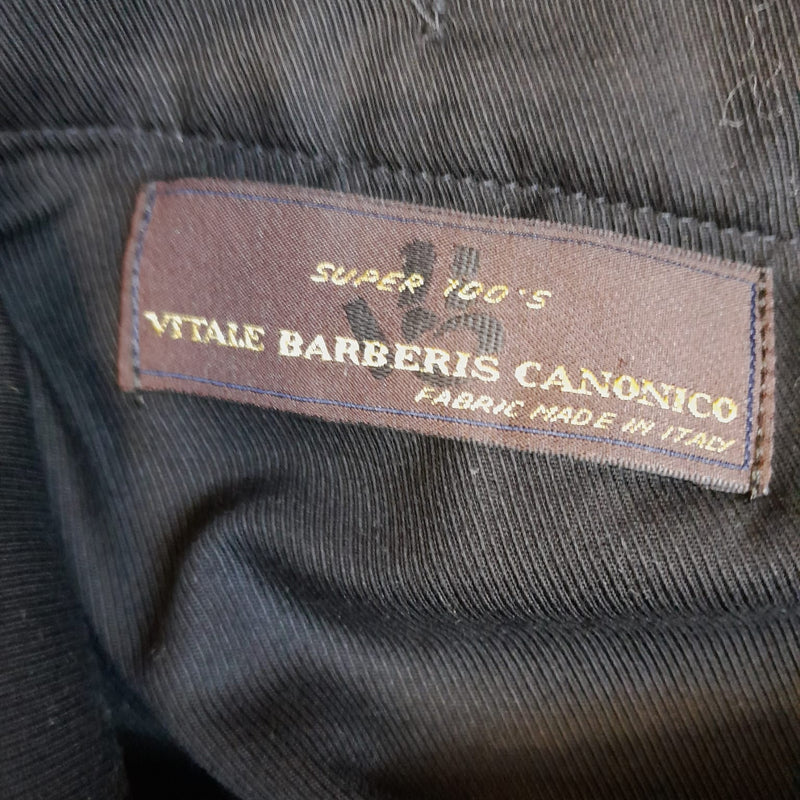 SUPER 100'S
VITALE BARBERIS CANONICO
FABRIC MADE IN ITALY